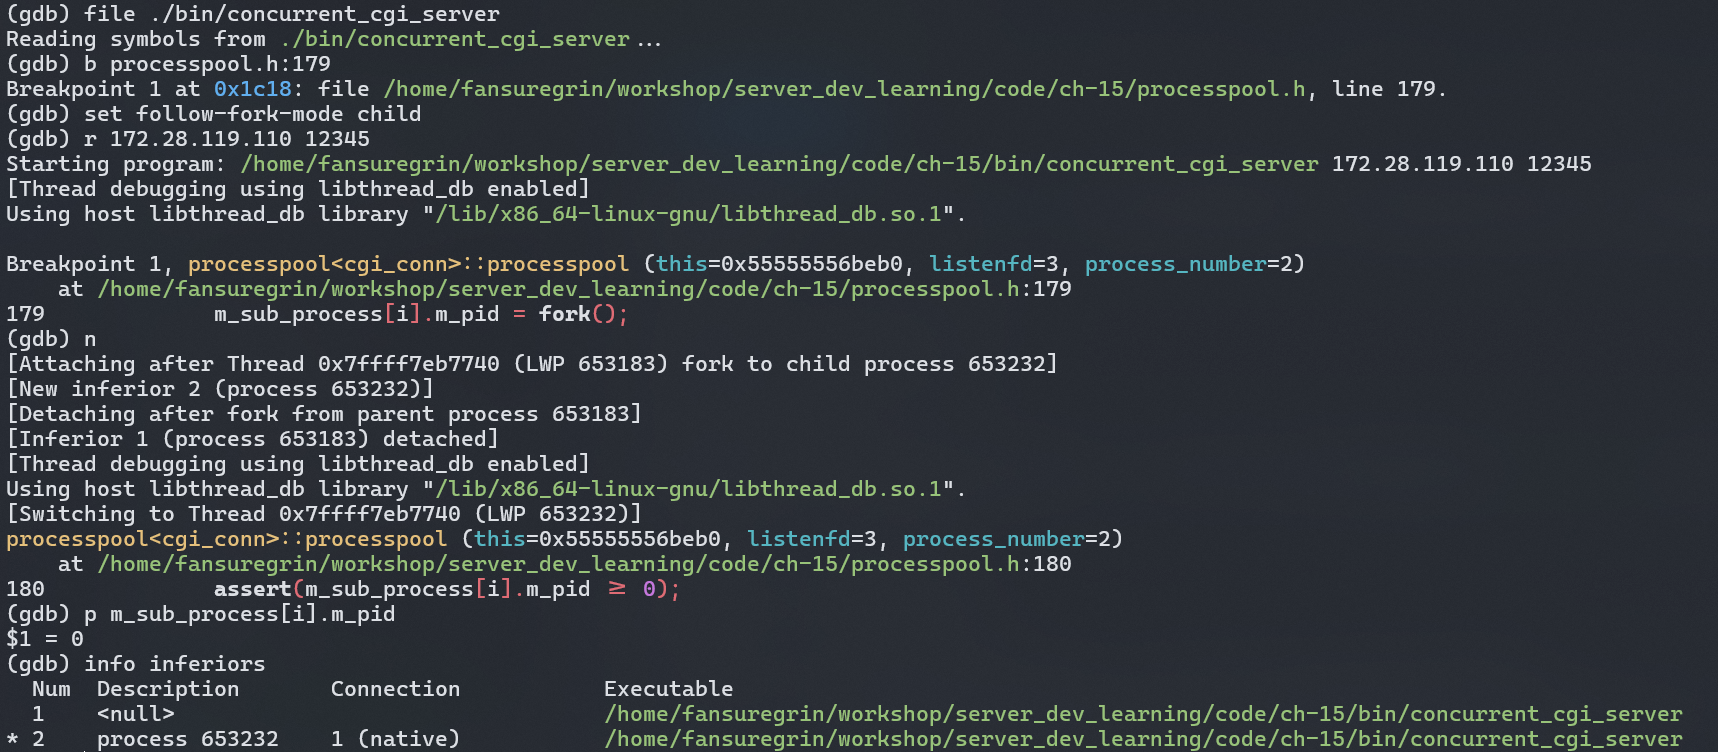 (gdb) file ./bin/concurrent_cgi_server
Reading symbols from ./bin/concurrent_cgi_server...
(gdb) b processpool.h:179
Breakpoint 1 at 0x1c18: file /home/fansuregrin/workshop/server_dev_learning/code/ch-15/processpool.h, line 179.
(gdb) set follow-fork-mode child
(gdb) r 172.28.119.110 12345
Starting program: /home/fansuregrin/workshop/server_dev_learning/code/ch-15/bin/concurrent_cgi_server 172.28.119.110 12345
[Thread debugging using libthread_db enabled]
Using host libthread_db library "/lib/x86_64-linux-gnu/libthread_db.so.1".

Breakpoint 1, processpool<cgi_conn>::processpool (this=0x55555556beb0, listenfd=3, process_number=2)
    at /home/fansuregrin/workshop/server_dev_learning/code/ch-15/processpool.h:179
179             m_sub_process[i].m_pid = fork();
(gdb) n
[Attaching after Thread 0x7ffff7eb7740 (LWP 653183) fork to child process 653232]
[New inferior 2 (process 653232)]
[Detaching after fork from parent process 653183]
[Inferior 1 (process 653183) detached]
[Thread debugging using libthread_db enabled]
Using host libthread_db library "/lib/x86_64-linux-gnu/libthread_db.so.1".
[Switching to Thread 0x7ffff7eb7740 (LWP 653232)]
processpool<cgi_conn>::processpool (this=0x55555556beb0, listenfd=3, process_number=2)
    at /home/fansuregrin/workshop/server_dev_learning/code/ch-15/processpool.h:180
180             assert(m_sub_process[i].m_pid ≥ 0);
(gdb) p m_sub_process[i].m_pid
$1 = 0
(gdb) info inferiors
  Num  Description       Connection           Executable
  1    <null>                                 /home/fansuregrin/workshop/server_dev_learning/code/ch-15/bin/concurrent_cgi_server
* 2    process 653232    1 (native)           /home/fansuregrin/workshop/server_dev_learning/code/ch-15/bin/concurrent_cgi_server